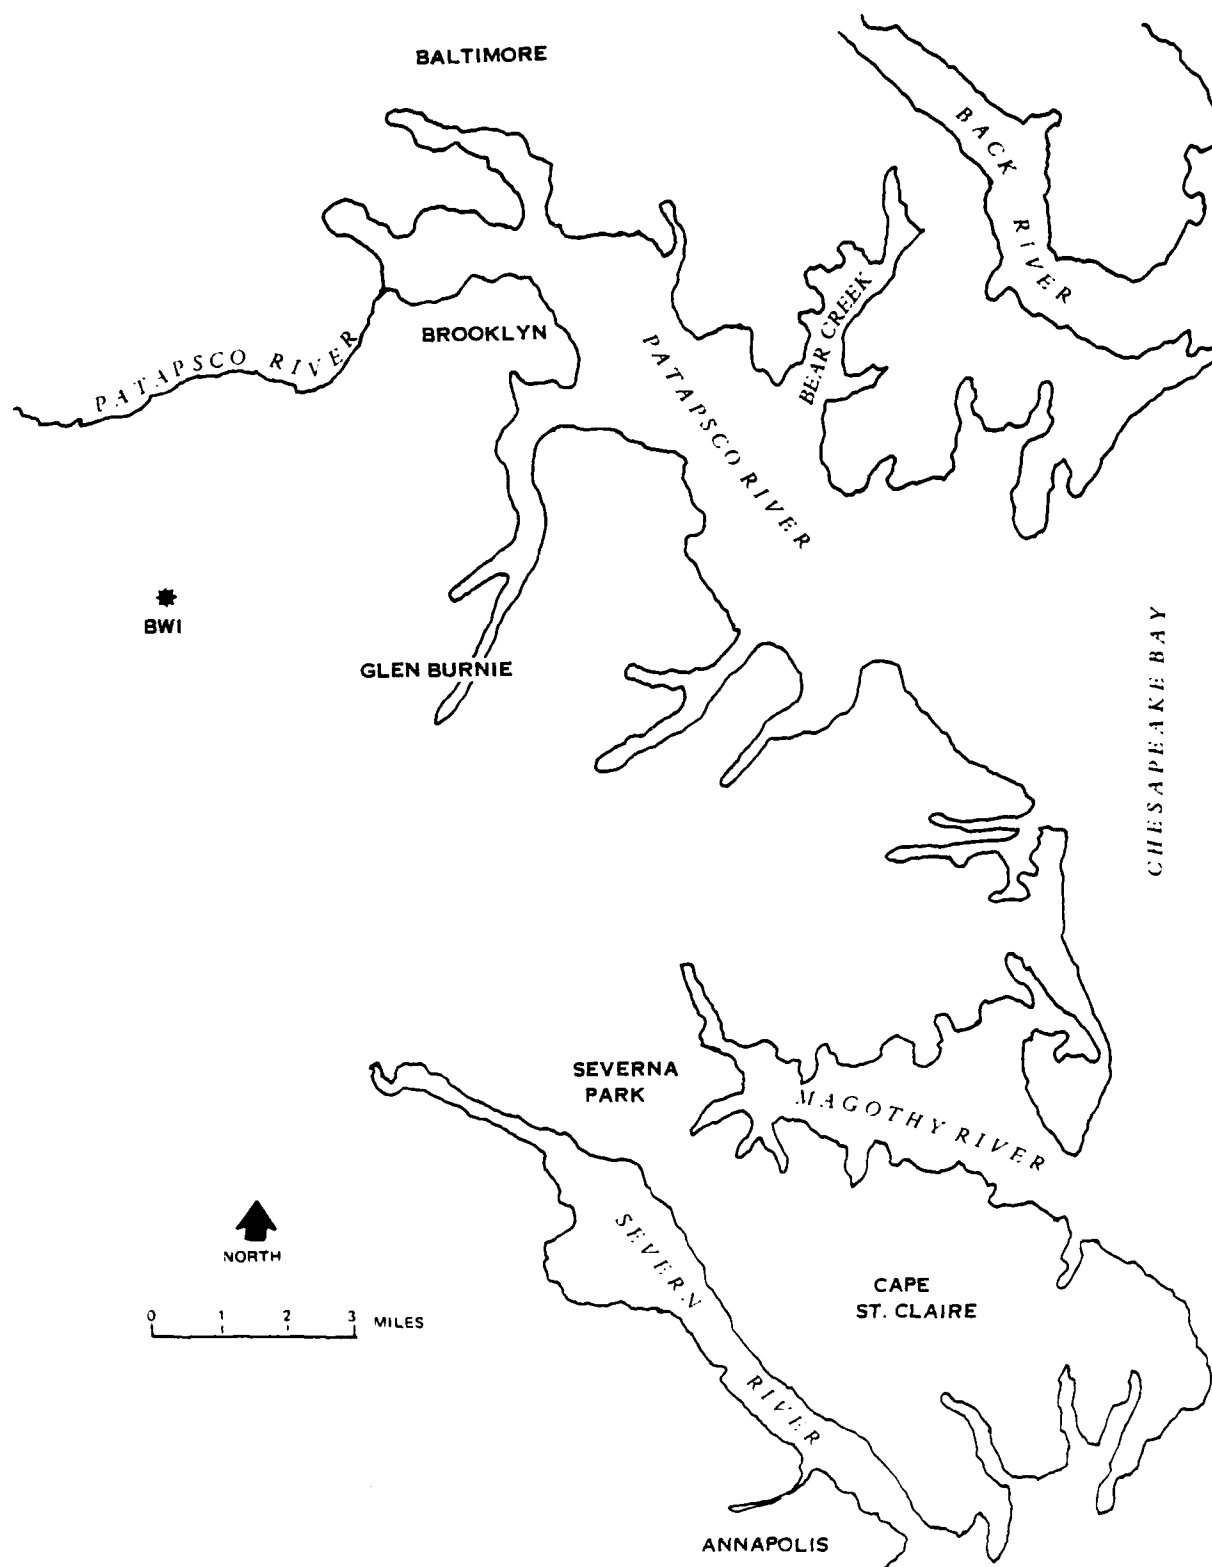 BALTIMORE
BACK
RIVER
BEAR CREEK
BROOKLYN
PATAPSCO RIVER
PATAPSCO RIVER
BWI
GLEN BURNIE
CHESAPEAKE BAY
SEVERNA
PARK
MAGOTHY RIVER
SEVERN
RIVER
NORTH
CAPE
ST. CLAIRE
0 1 2 3 MILES
ANNAPOLIS